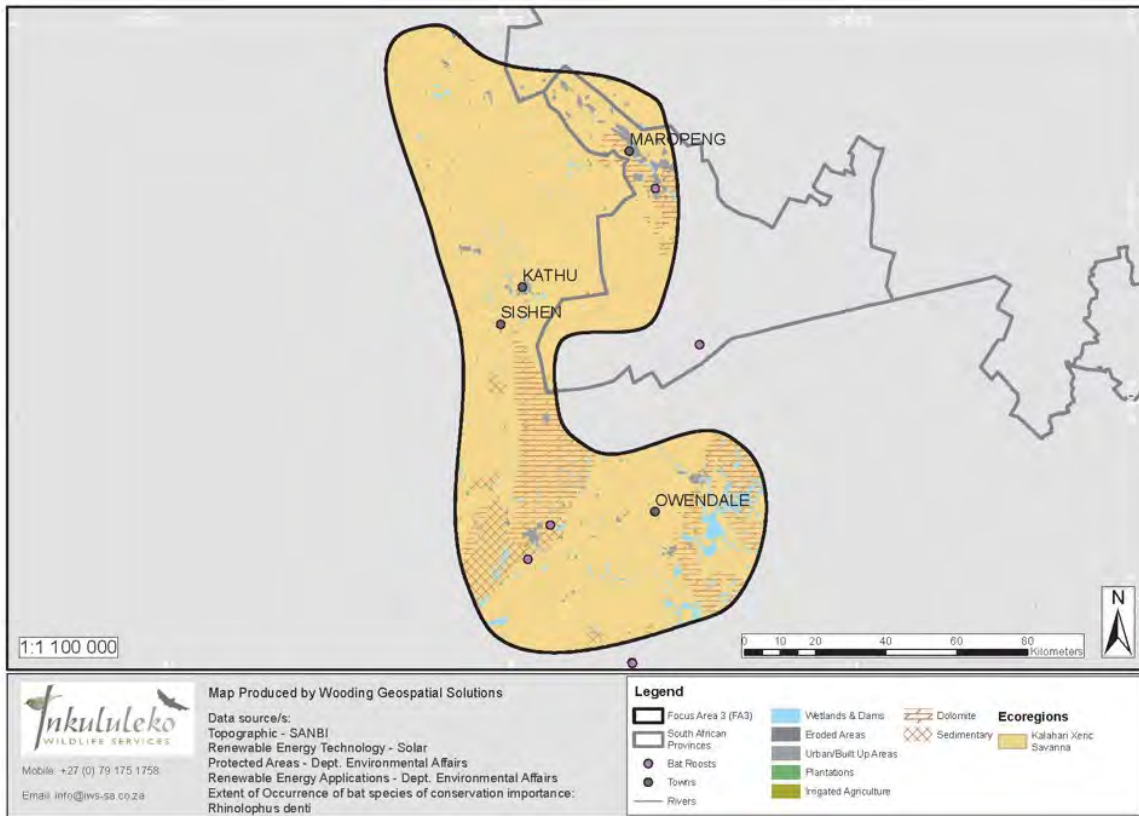 MAROPENG
KATHU
SISHEN
OWENDALE
N
1:1 100 000
0 5 10 20 40 60 80
Kilometers
Inkululeko
WILDLIFE SERVICES
Mobile: +27 (0) 79 175 1758
Email: info@iws-sa.co.za
Map Produced by Wooding Geospatial Solutions
Data source/s:
Topographic - SANBI
Renewable Energy Technology - Solar
Protected Areas - Dept. Environmental Affairs
Renewable Energy Applications - Dept. Environmental Affairs
Extent of Occurrence of bat species of conservation importance:
Rhinolophus denti
Legend
Focus Area 3 (FA3)
South African
Provinces
Bat Roosts
Towns
Rivers
Wetlands & Dams
Eroded Areas
Urban/Built Up Areas
Plantations
Irrigated Agriculture
Dolomite
Sedimentary
Ecoregions
Kalahari Xeric
Savanna